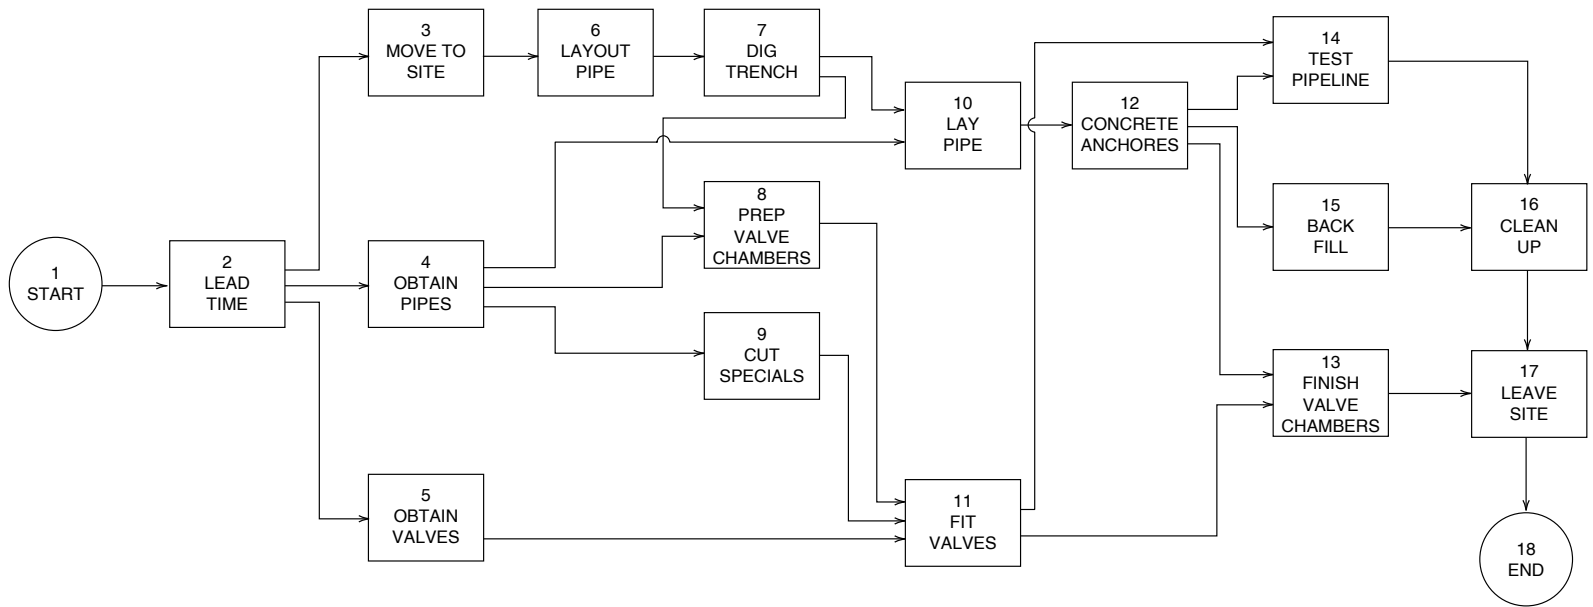 1
START
2
LEAD
TIME
3
MOVE TO
SITE
4
OBTAIN
PIPES
5
OBTAIN
VALVES
6
LAYOUT
PIPE
7
DIG
TRENCH
8
PREP
VALVE
CHAMBERS
9
CUT
SPECIALS
10
LAY
PIPE
11
FIT
VALVES
12
CONCRETE
ANCHORES
13
FINISH
VALVE
CHAMBERS
14
TEST
PIPELINE
15
BACK
FILL
16
CLEAN
UP
17
LEAVE
SITE
18
END